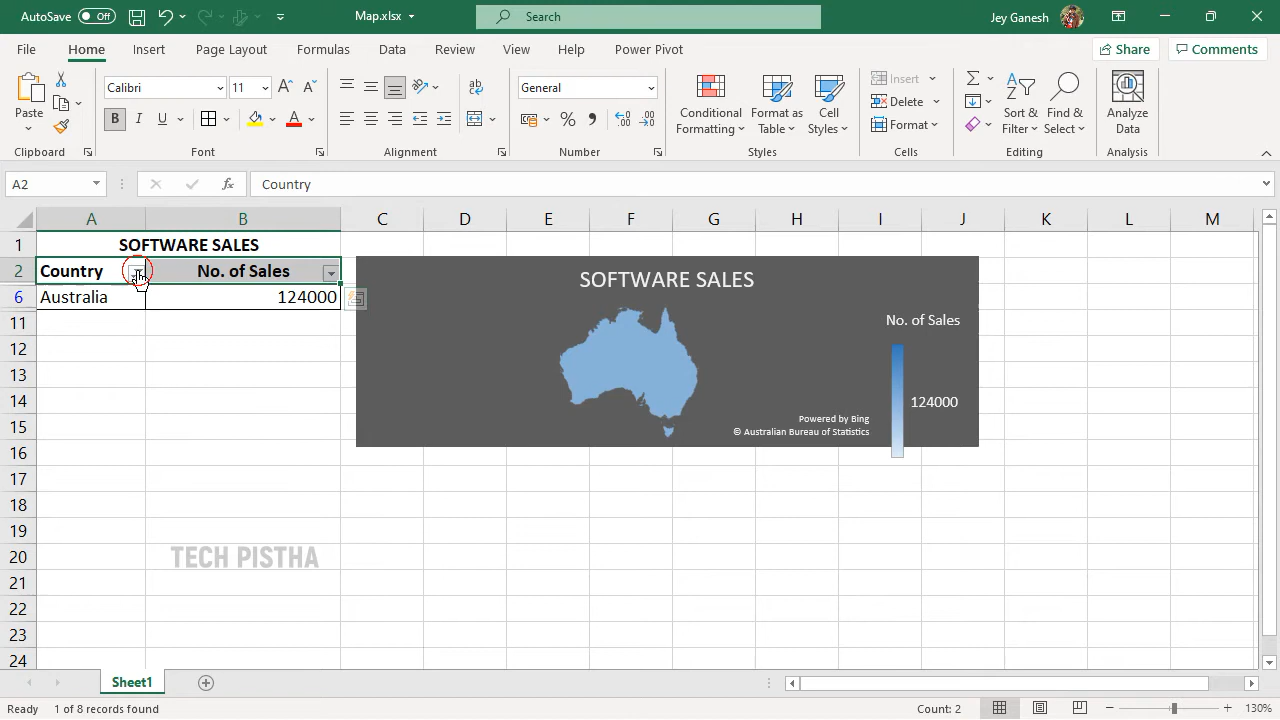 AutoSave Off Map.xlsx Search Jey Ganesh
File Home Insert Page Layout Formulas Data Review View Help Power Pivot Share Comments
Paste
Clipboard
Calibri 11
B I U A
Font
Alignment
General
Number
Conditional Formatting
Format as Table
Cell Styles
Styles
Insert
Delete
Format
Cells
Sort & Filter
Find & Select
Editing
Analyze Data
Analysis
A2 fx Country
A B C D E F G H I J K L M
1 SOFTWARE SALES
2 Country No. of Sales
6 Australia 124000
11
12
13
14
15
16
17
18
19
20
21
22
23
24
SOFTWARE SALES
No. of Sales
124000
Powered by Bing
© Australian Bureau of Statistics
TECH PISTHA
Sheet1
Ready 1 of 8 records found Count: 2 130%